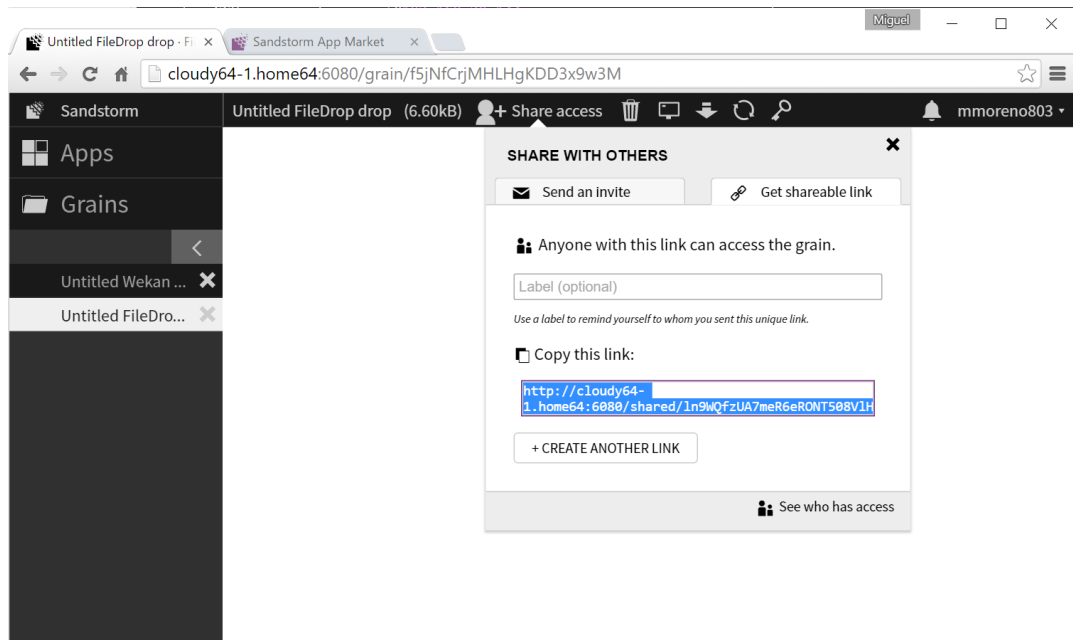 Miguel
Untitled FileDrop drop · Fi
Sandstorm App Market
cloudy64-1.home64:6080/grain/f5jNfCrjMHLHgKDD3x9w3M
Sandstorm
Untitled FileDrop drop (6.60kB) Share access mmoreno803
Apps
Grains
Untitled Wekan ...
Untitled FileDro...
SHARE WITH OTHERS
Send an invite
Get shareable link
Anyone with this link can access the grain.
Label (optional)
Use a label to remind yourself to whom you sent this unique link.
Copy this link:
http://cloudy64-
1.home64:6080/shared/ln9WQfzUA7meR6eRONT508VlH
+ CREATE ANOTHER LINK
See who has access